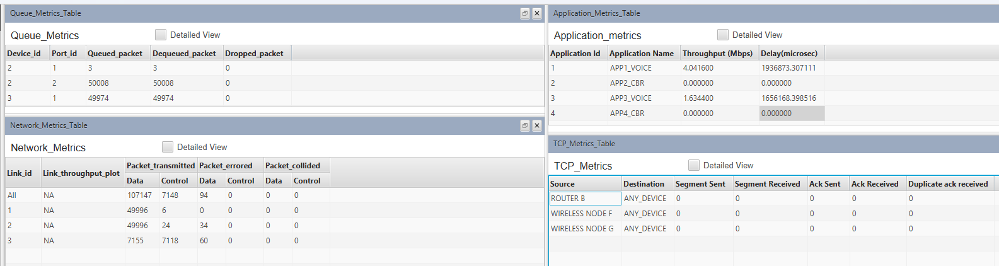 Queue_Metrics_Table
Queue_Metrics Detailed View
Device_id Port_id Queued_packet Dequeued_packet Dropped_packet
2 1 3 3 0
2 2 50008 50008 0
3 1 49974 49974 0
Network_Metrics_Table
Network_Metrics Detailed View
Link_id Link_throughput_plot Packet_transmitted Packet_errored Packet_collided
Data Control Data Control Data Control
All NA 107147 7148 94 0 0 0
1 NA 49996 6 0 0 0 0
2 NA 49996 24 34 0 0 0
3 NA 7155 7118 60 0 0 0
Application_Metrics_Table
Application_metrics Detailed View
Application Id Application Name Throughput (Mbps) Delay(microsec)
1 APP1_VOICE 4.041600 1936873.307111
2 APP2_CBR 0.000000 0.000000
3 APP3_VOICE 1.634400 1656168.398516
4 APP4_CBR 0.000000 0.000000
TCP_Metrics_Table
TCP_Metrics Detailed View
Source Destination Segment Sent Segment Received Ack Sent Ack Received Duplicate ack received
ROUTER B ANY_DEVICE 0 0 0 0 0
WIRELESS NODE F ANY_DEVICE 0 0 0 0 0
WIRELESS NODE G ANY_DEVICE 0 0 0 0 0